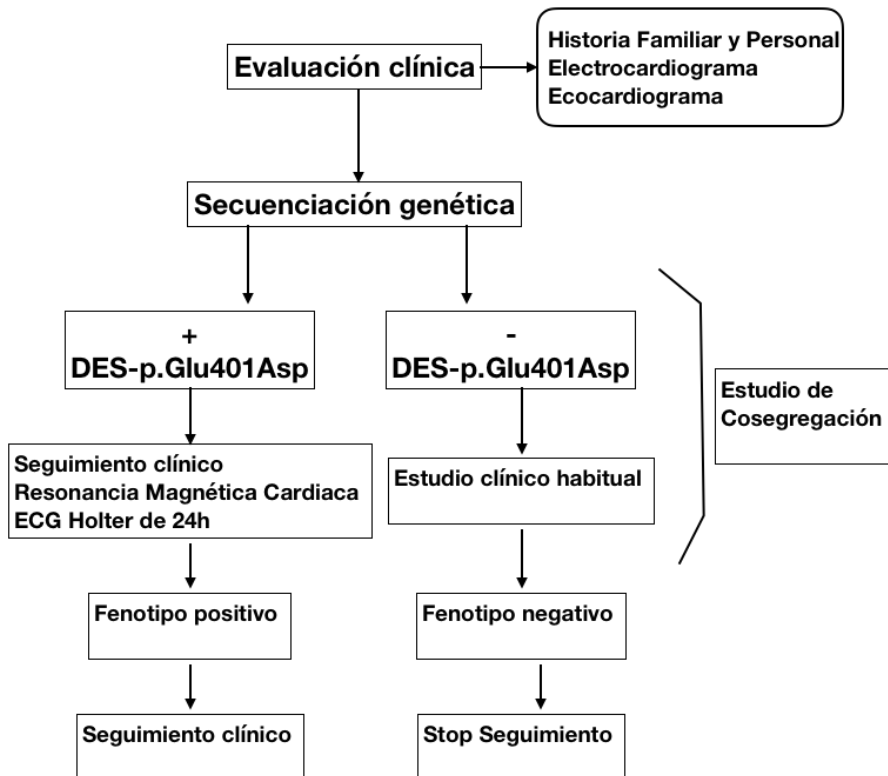 Evaluación clínica
Historia Familiar y Personal
Electrocardiograma
Ecocardiograma
Secuenciación genética
+
DES-p.Glu401Asp
-
DES-p.Glu401Asp
Estudio de
Cosegregación
Seguimiento clínico
Resonancia Magnética Cardiaca
ECG Holter de 24h
Estudio clínico habitual
Fenotipo positivo
Fenotipo negativo
Seguimiento clínico
Stop Seguimiento